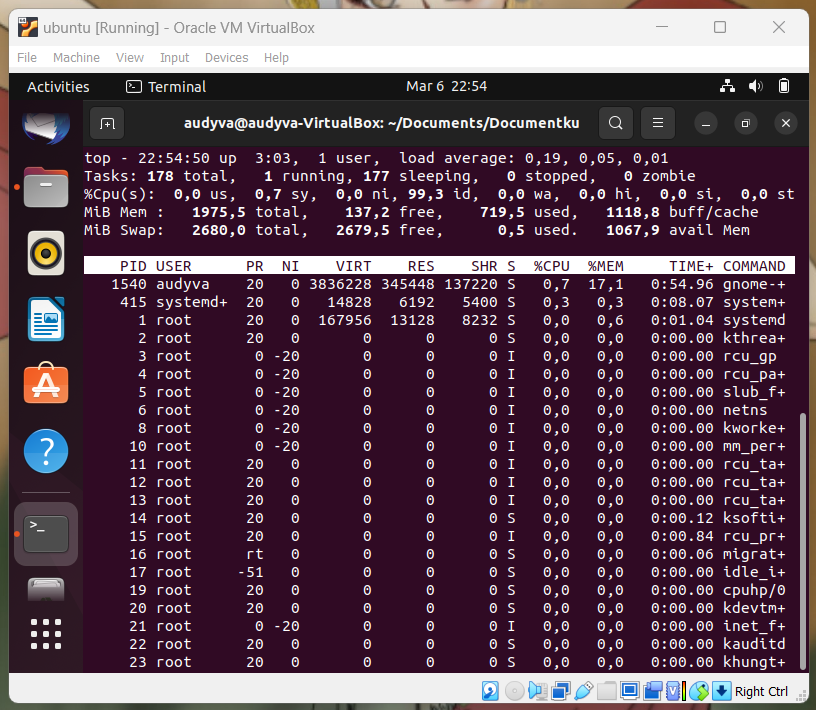 ubuntu [Running] - Oracle VM VirtualBox
File Machine View Input Devices Help
Activities Terminal Mar 6 22:54
audyva@audyva-VirtualBox: ~/Documents/Documentku
top - 22:54:50 up  3:03,  1 user,  load average: 0,19, 0,05, 0,01
Tasks: 178 total,   1 running, 177 sleeping,   0 stopped,   0 zombie
%Cpu(s):  0,0 us,  0,7 sy,  0,0 ni, 99,3 id,  0,0 wa,  0,0 hi,  0,0 si,  0,0 st
MiB Mem :   1975,5 total,    137,2 free,    719,5 used,   1118,8 buff/cache
MiB Swap:   2680,0 total,   2679,5 free,      0,5 used.   1067,9 avail Mem
PID USER PR NI VIRT RES SHR S %CPU %MEM TIME+ COMMAND
1540 audyva 20 0 3836228 345448 137220 S 0,7 17,1 0:54.96 gnome-+
415 systemd+ 20 0 14828 6192 5400 S 0,3 0,3 0:08.07 system+
1 root 20 0 167956 13128 8232 S 0,0 0,6 0:01.04 systemd
2 root 20 0 0 0 0 S 0,0 0,0 0:00.00 kthrea+
3 root 0 -20 0 0 0 I 0,0 0,0 0:00.00 rcu_gp
4 root 0 -20 0 0 0 I 0,0 0,0 0:00.00 rcu_pa+
5 root 0 -20 0 0 0 I 0,0 0,0 0:00.00 slub_f+
6 root 0 -20 0 0 0 I 0,0 0,0 0:00.00 netns
8 root 0 -20 0 0 0 I 0,0 0,0 0:00.00 kworke+
10 root 0 -20 0 0 0 I 0,0 0,0 0:00.00 mm_per+
11 root 20 0 0 0 0 I 0,0 0,0 0:00.00 rcu_ta+
12 root 20 0 0 0 0 I 0,0 0,0 0:00.00 rcu_ta+
13 root 20 0 0 0 0 I 0,0 0,0 0:00.00 rcu_ta+
14 root 20 0 0 0 0 S 0,0 0,0 0:00.12 ksofti+
15 root 20 0 0 0 0 I 0,0 0,0 0:00.84 rcu_pr+
16 root rt 0 0 0 0 S 0,0 0,0 0:00.06 migrat+
17 root -51 0 0 0 0 S 0,0 0,0 0:00.00 idle_i+
19 root 20 0 0 0 0 S 0,0 0,0 0:00.00 cpuhp/0
20 root 20 0 0 0 0 S 0,0 0,0 0:00.00 kdevtm+
21 root 0 -20 0 0 0 I 0,0 0,0 0:00.00 inet_f+
22 root 20 0 0 0 0 S 0,0 0,0 0:00.00 kauditd
23 root 20 0 0 0 0 S 0,0 0,0 0:00.00 khungt+
Right Ctrl